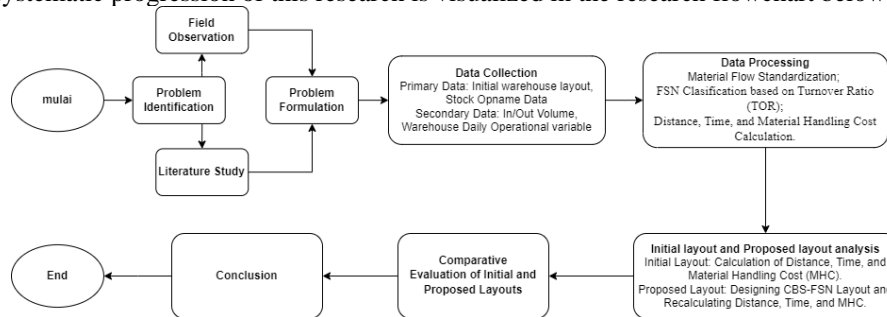 ystematic progression of this research is visualized in the research flowchart below
Field
Observation
mulai
Problem
Identification
Problem
Formulation
Literature Study
Data Collection
Primary Data: Initial warehouse layout,
Stock Opname Data
Secondary Data: In/Out Volume,
Warehouse Daily Operational variable
Data Processing
Material Flow Standardization;
FSN Clasification based on Turnover Ratio
(TOR);
Distance, Time, and Material Handling Cost
Calculation.
Initial layout and Proposed layout analysis
Initial Layout: Calculation of Distance, Time, and
Material Handling Cost (MHC).
Proposed Layout: Designing CBS-FSN Layout and
Recalculating Distance, Time, and MHC.
Comparative
Evaluation of Initial and
Proposed Layouts
Conclusion
End